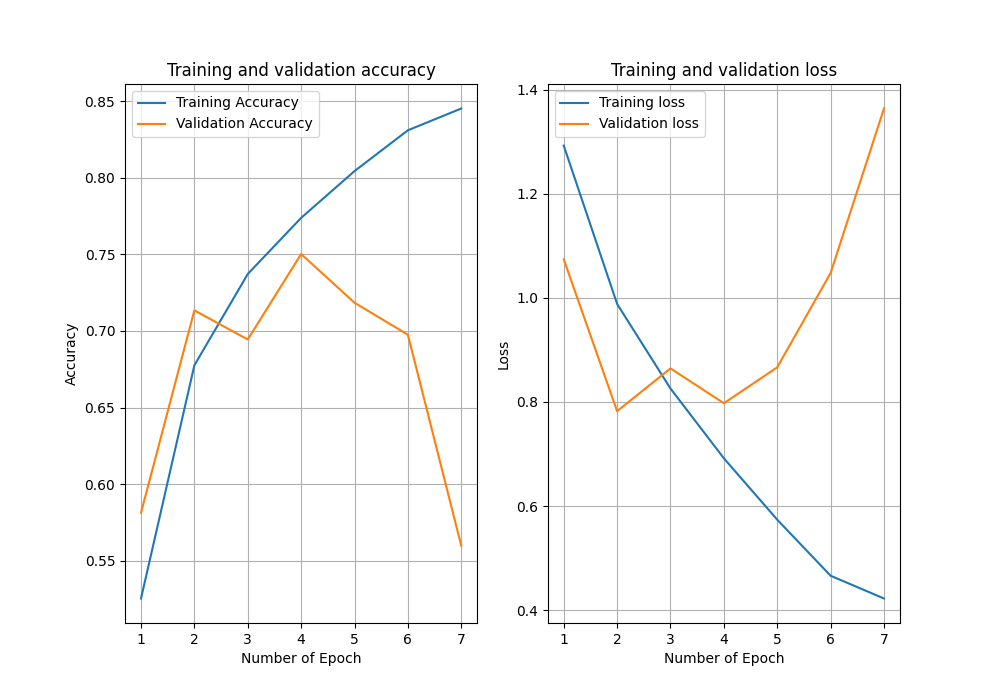 Training and validation accuracy
Training Accuracy
Validation Accuracy
0.85
0.80
0.75
0.70
0.65
0.60
0.55
Accuracy
1 2 3 4 5 6 7
Number of Epoch
Training and validation loss
Training loss
Validation loss
1.4
1.2
1.0
0.8
0.6
0.4
Loss
1 2 3 4 5 6 7
Number of Epoch